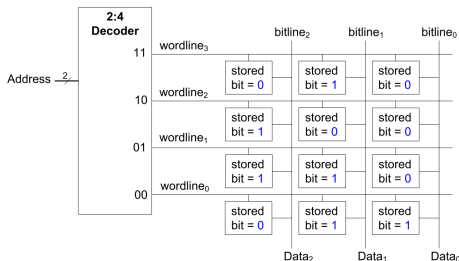 2:4
Decoder
bitline₂ bitline₁ bitline₀
11 wordline₃
Address 2
stored stored stored
bit = 0 bit = 1 bit = 0
10 wordline₂
stored stored stored
bit = 1 bit = 0 bit = 0
01 wordline₁
stored stored stored
bit = 1 bit = 1 bit = 0
00 wordline₀
stored stored stored
bit = 0 bit = 1 bit = 1
Data₂ Data₁ Data₀